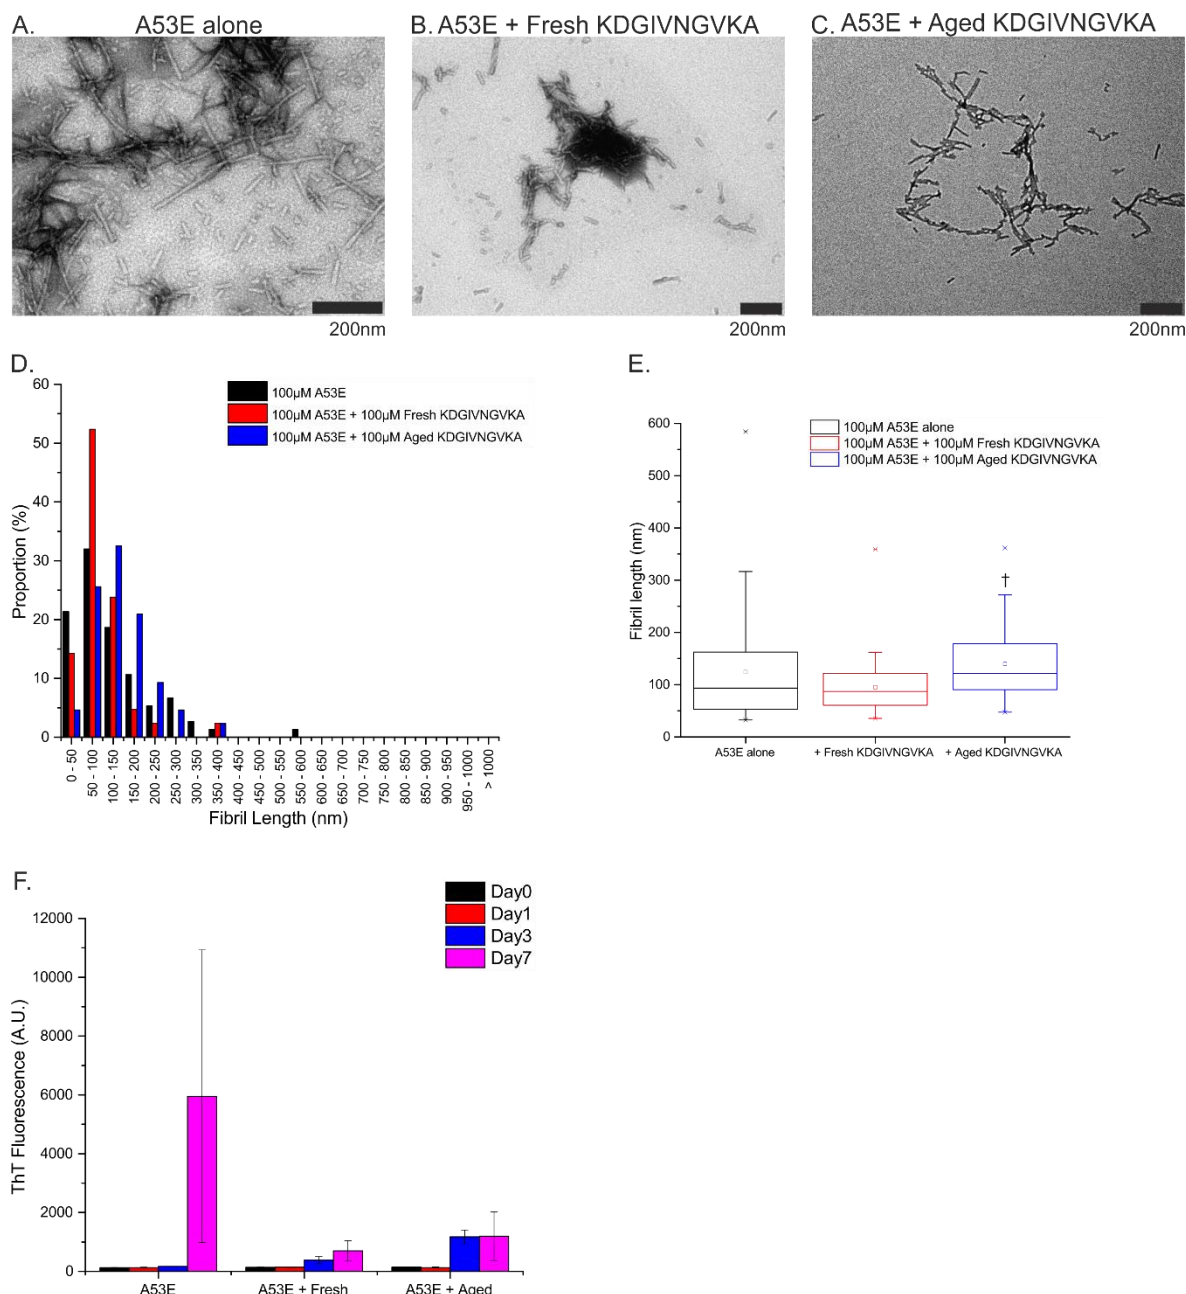 A. A53E alone
B. A53E + Fresh KDGIVNGVKA
C. A53E + Aged KDGIVNGVKA
200nm
200nm
200nm
D.
60
50
40
30
20
10
0
Proportion (%)
100µM A53E
100µM A53E + 100µM Fresh KDGIVNGVKA
100µM A53E + 100µM Aged KDGIVNGVKA
0 - 50
50 - 100
100 - 150
150 - 200
200 - 250
250 - 300
300 - 350
350 - 400
400 - 450
450 - 500
500 - 550
550 - 600
600 - 650
650 - 700
700 - 750
750 - 800
800 - 850
850 - 900
900 - 950
950 - 1000
> 1000
Fibril Length (nm)
E.
600
500
400
300
200
100
0
Fibril length (nm)
100µM A53E alone
100µM A53E + 100µM Fresh KDGIVNGVKA
100µM A53E + 100µM Aged KDGIVNGVKA
†
A53E alone
+ Fresh KDGIVNGVKA
+ Aged KDGIVNGVKA
F.
Day0
Day1
Day3
Day7
12000
10000
8000
6000
4000
2000
0
ThT Fluorescence (A.U.)
A53E
A53E + Fresh
A53E + Aged